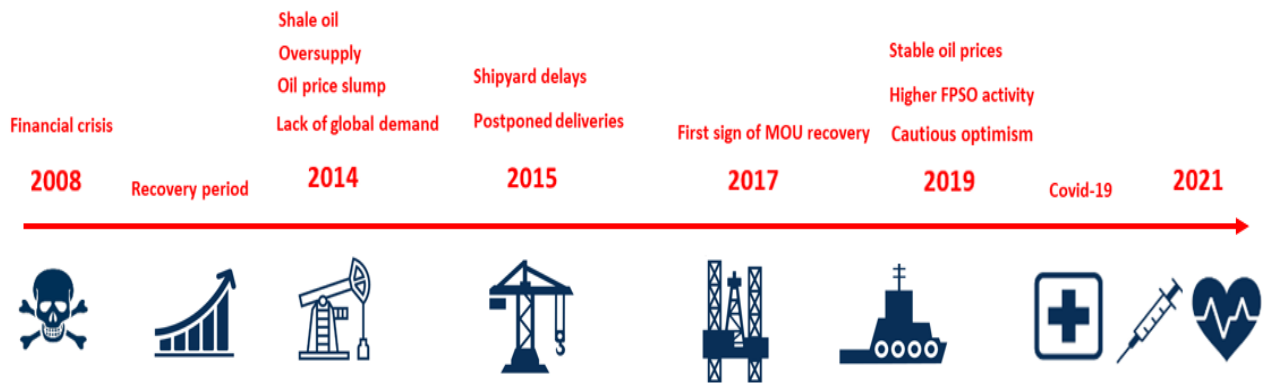 Financial crisis
2008
Recovery period
Shale oil
Oversupply
Oil price slump
Lack of global demand
2014
Shipyard delays
Postponed deliveries
2015
First sign of MOU recovery
2017
Stable oil prices
Higher FPSO activity
Cautious optimism
2019
Covid-19
2021